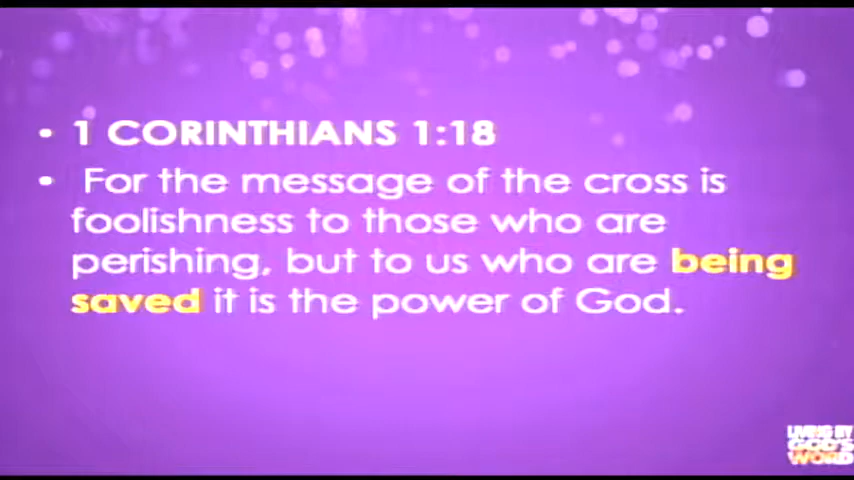 • 1 CORINTHIANS 1:18
• For the message of the cross is
foolishness to those who are
perishing, but to us who are being
saved it is the power of God.
LIVING BY
GOD'S
WORD